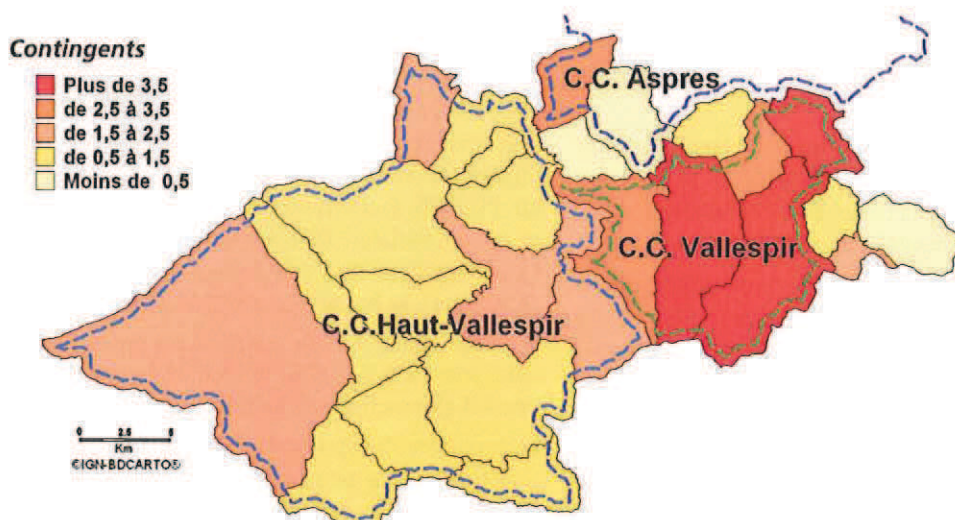 Contingents
Plus de 3,5
de 2,5 à 3,5
de 1,5 à 2,5
de 0,5 à 1,5
Moins de 0,5
C.C. Aspres
C.C. Vallespir
C.C.Haut-Vallespir
0 2.5 5
Km
©IGN-BDCARTO®